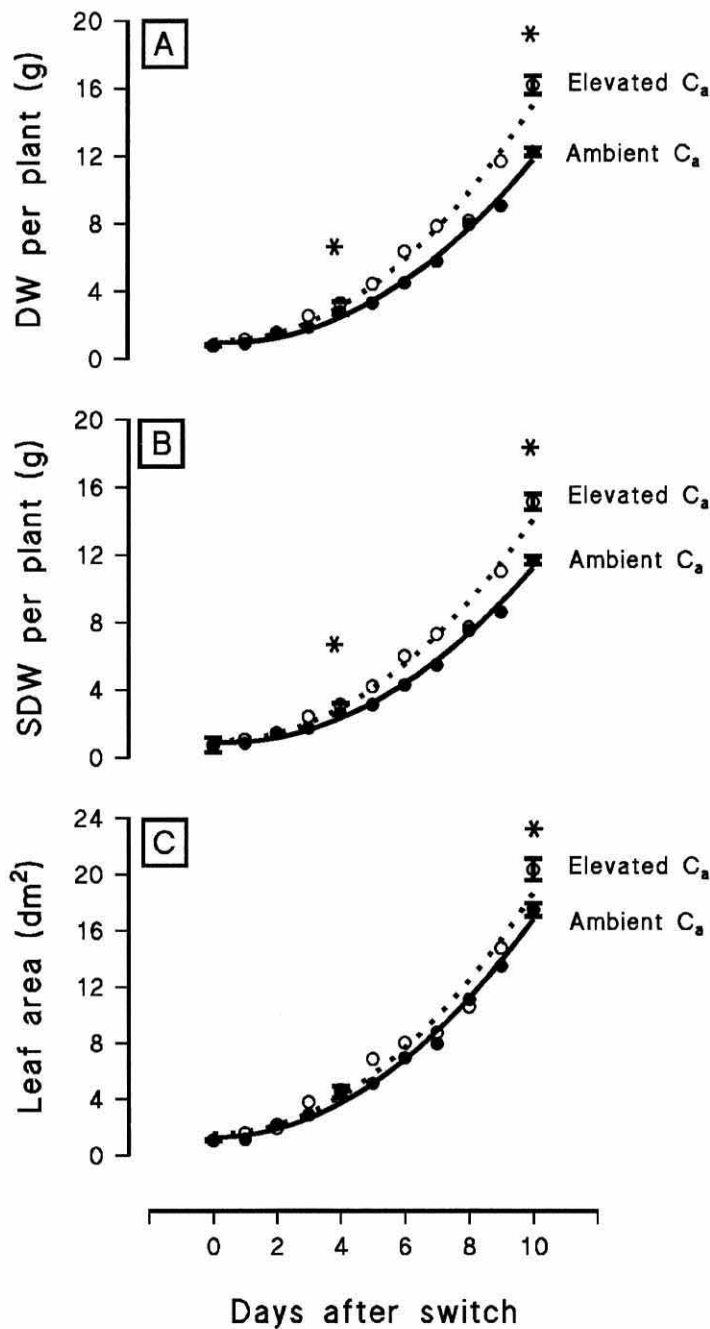 20
16
12
8
4
0
DW per plant (g)
A
*
*
Elevated Cₐ
Ambient Cₐ
20
16
12
8
4
0
SDW per plant (g)
B
*
*
Elevated Cₐ
Ambient Cₐ
24
20
16
12
8
4
0
Leaf area (dm²)
C
*
Elevated Cₐ
Ambient Cₐ
0 2 4 6 8 10
Days after switch